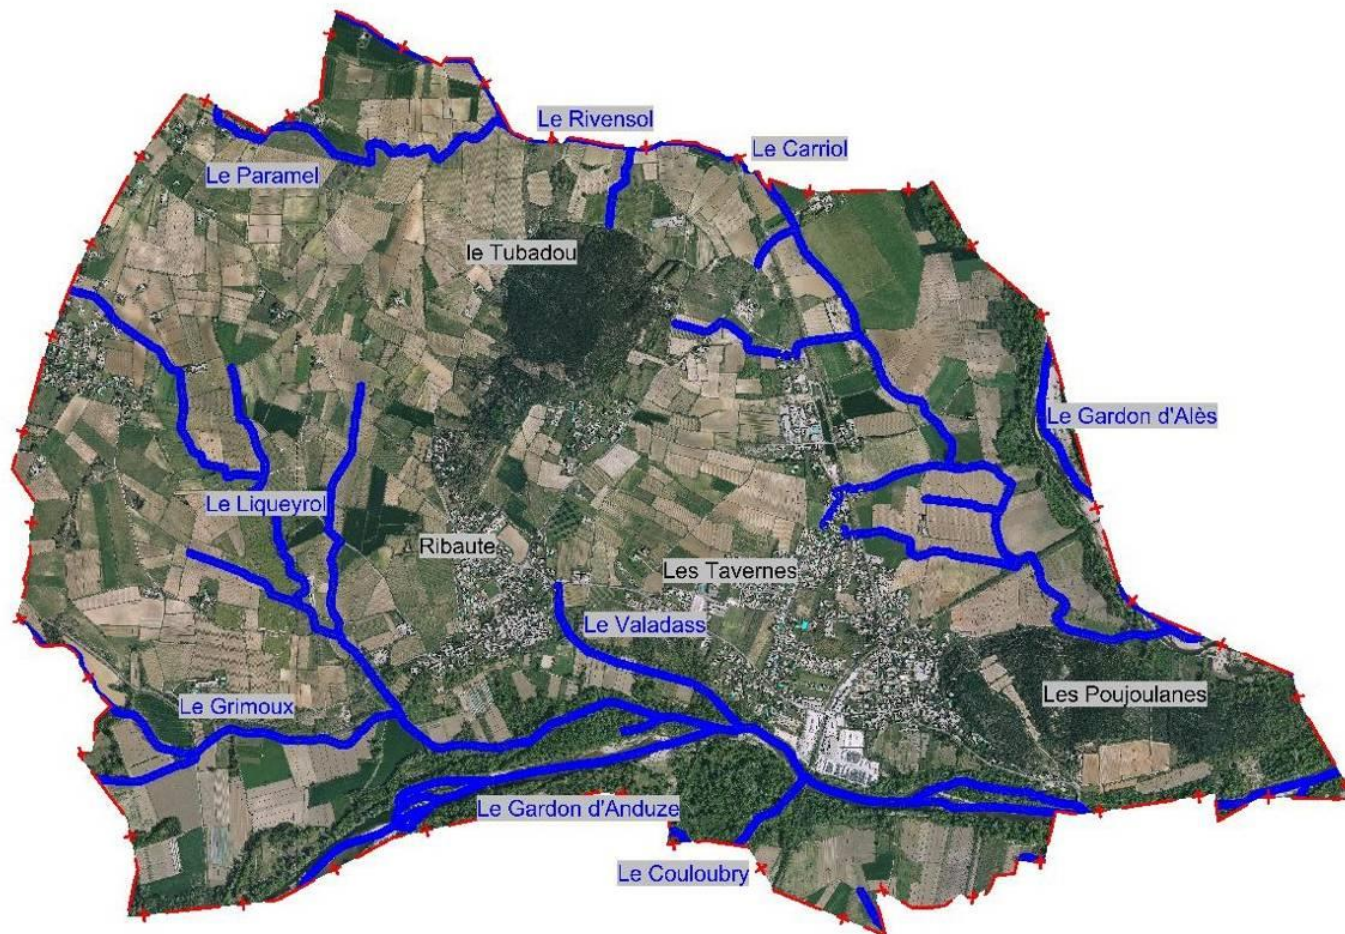 Le Rivensol
Le Carriol
Le Paramel
le Tubadou
Le Gardon d'Alès
Le Liqueyrol
Ribaute
Les Tavernes
Le Valadass
Les Poujoulanes
Le Grimoux
Le Gardon d'Anduze
Le Couloubry